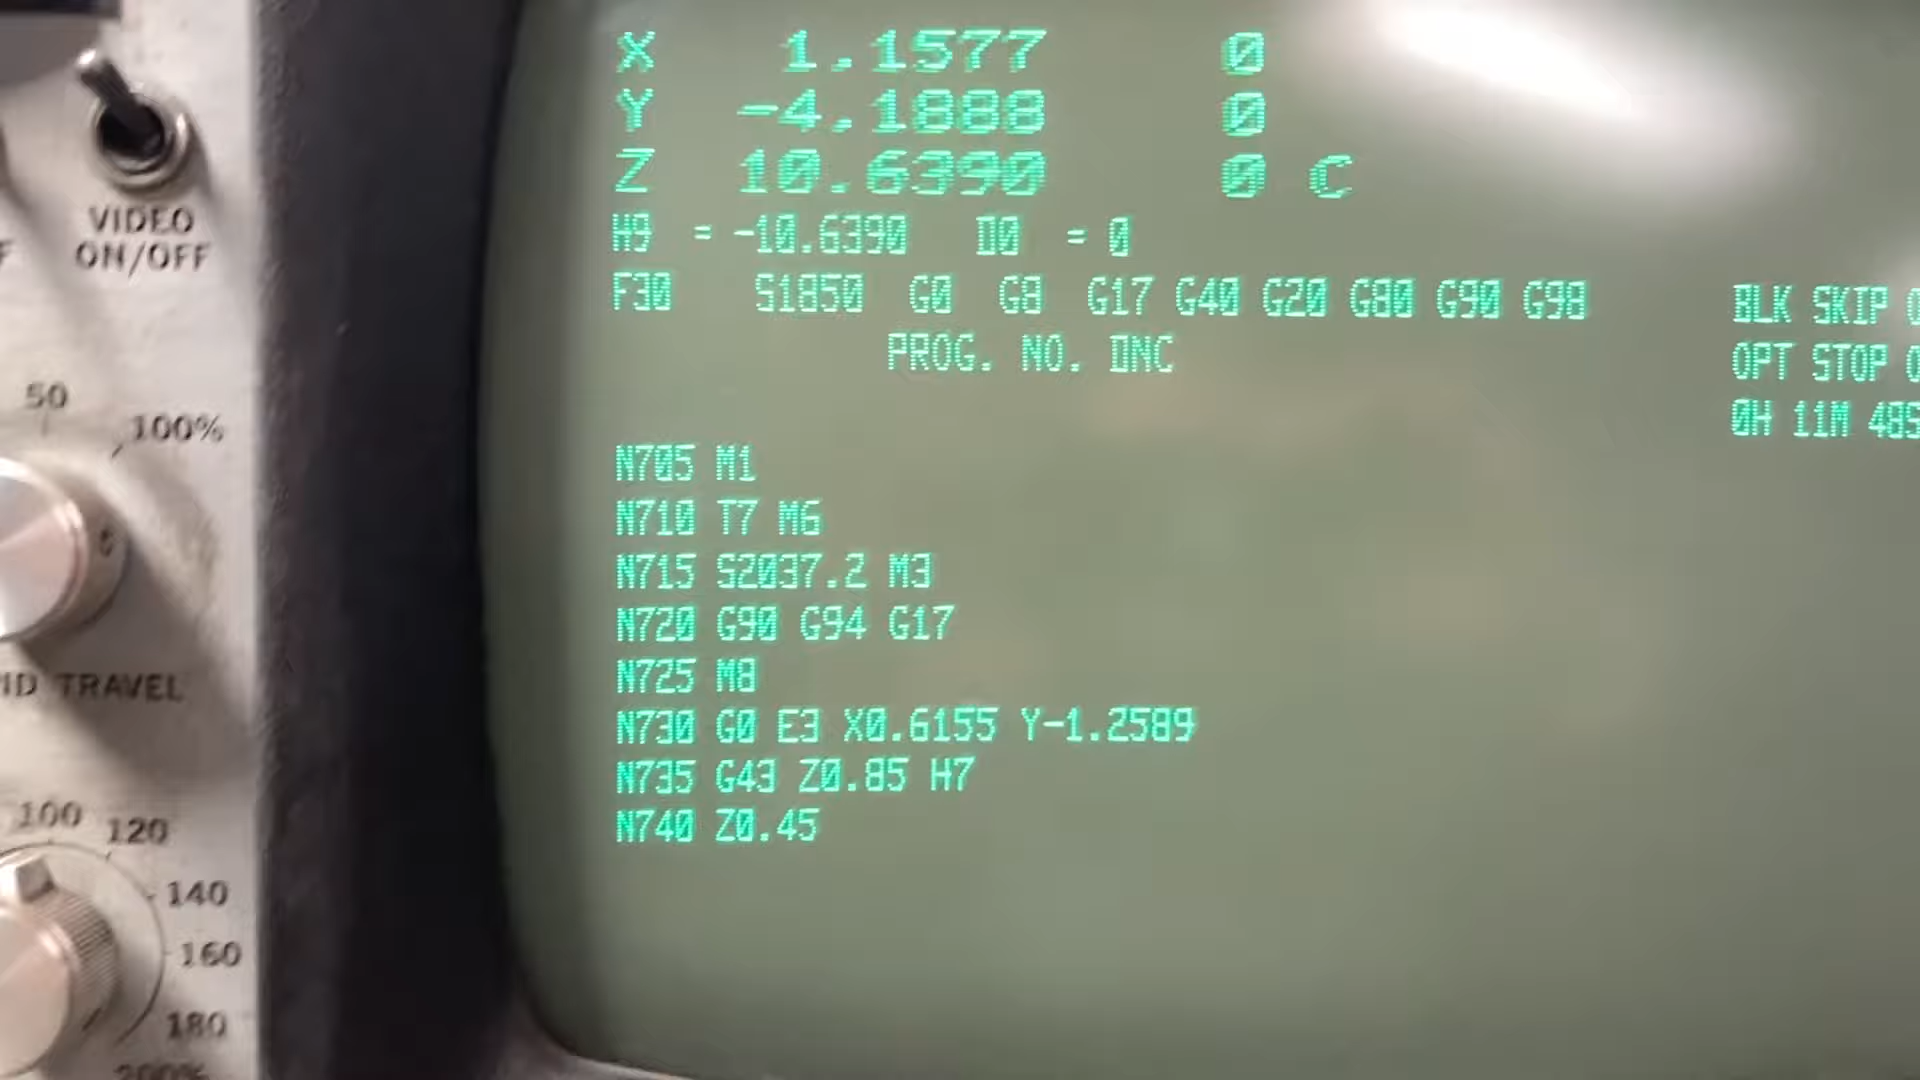 X 1.1577 0
Y -4.1888 0
Z 10.6390 0 C
H9 = -10.6390 D0 = 0
F30 S1850 G0 G8 G17 G40 G20 G80 G90 G98
BLK SKIP
PROG. NO. DNC
OPT STOP
0H 11M 48S
N705 M1
N710 T7 M6
N715 S2037.2 M3
N720 G90 G94 G17
N725 M8
N730 G0 E3 X0.6155 Y-1.2589
N735 G43 Z0.85 H7
N740 Z0.45
VIDEO
ON/OFF
50
100%
TRAVEL
100
120
140
160
180
200%